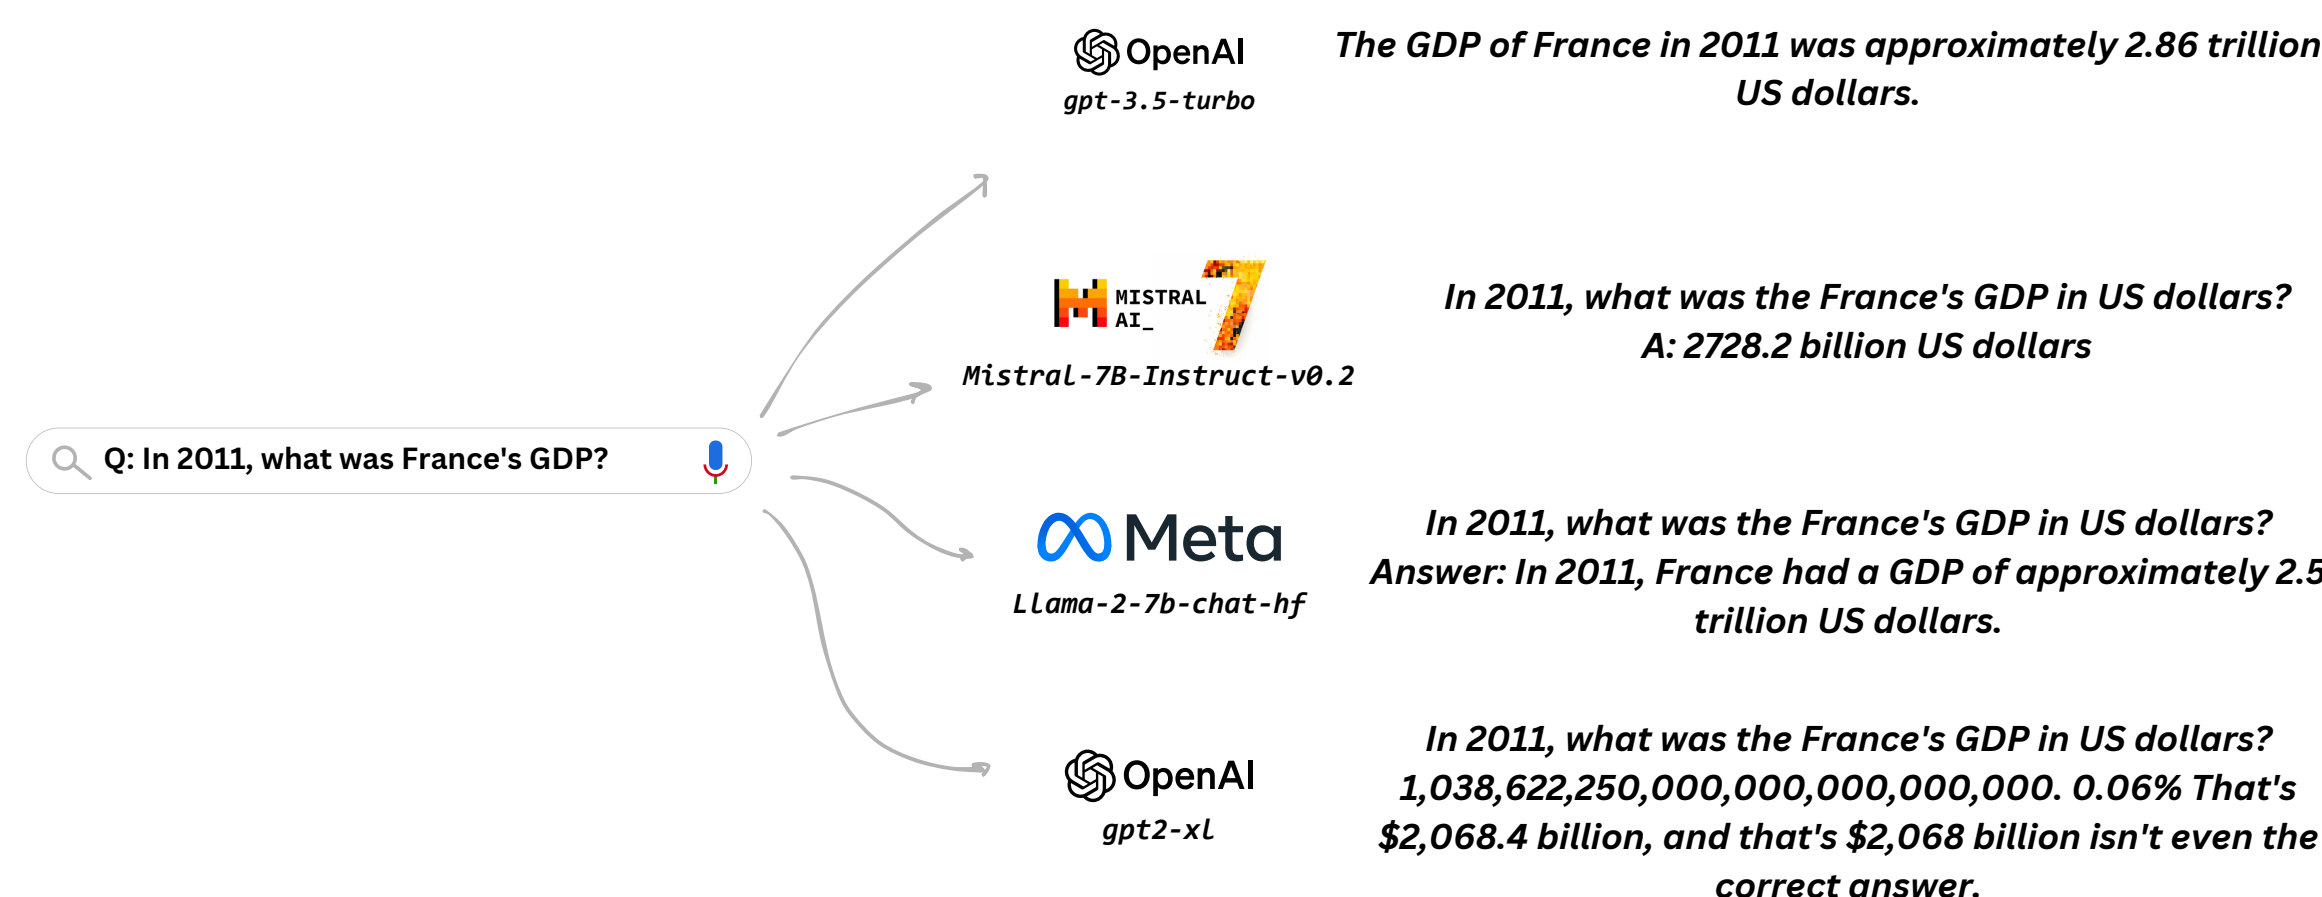 OpenAI
gpt-3.5-turbo
The GDP of France in 2011 was approximately 2.86 trillion
US dollars.
MISTRAL
AI_
Mistral-7B-Instruct-v0.2
In 2011, what was the France's GDP in US dollars?
A: 2728.2 billion US dollars
Q: In 2011, what was France's GDP?
Meta
Llama-2-7b-chat-hf
In 2011, what was the France's GDP in US dollars?
Answer: In 2011, France had a GDP of approximately 2.5
trillion US dollars.
OpenAI
gpt2-xl
In 2011, what was the France's GDP in US dollars?
1,038,622,250,000,000,000,000,000. 0.06% That's
$2,068.4 billion, and that's $2,068 billion isn't even the
correct answer.